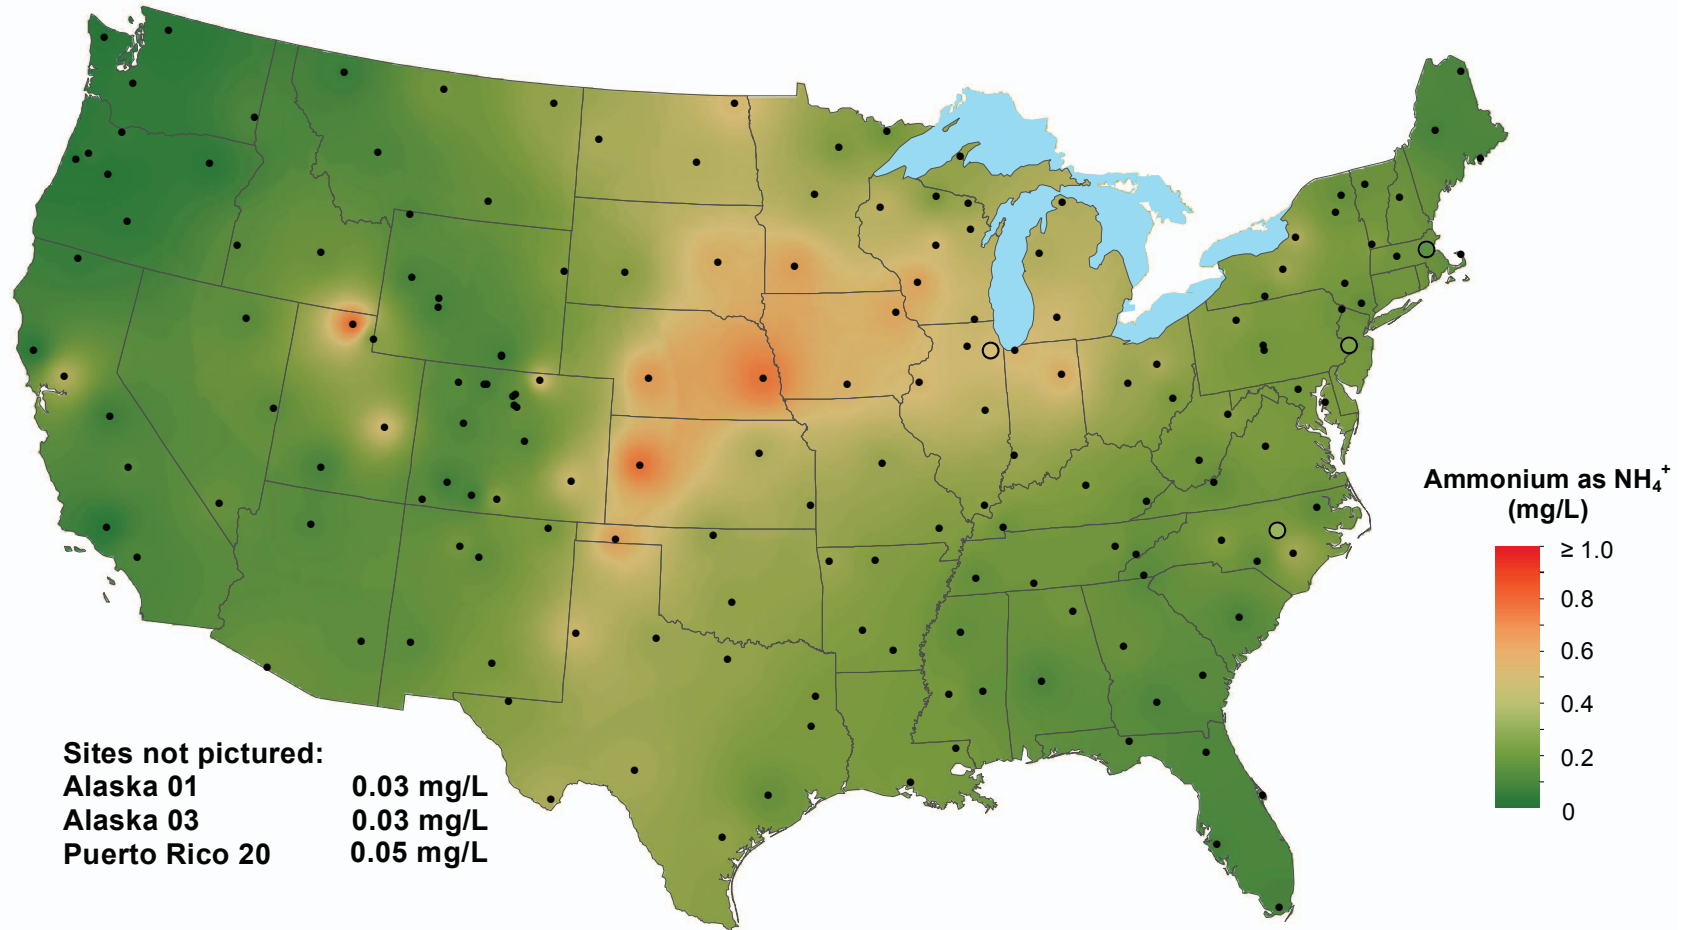 Ammonium as NH₄⁺
(mg/L)
≥ 1.0
0.8
0.6
0.4
0.2
0
Sites not pictured:
Alaska 01 0.03 mg/L
Alaska 03 0.03 mg/L
Puerto Rico 20 0.05 mg/L